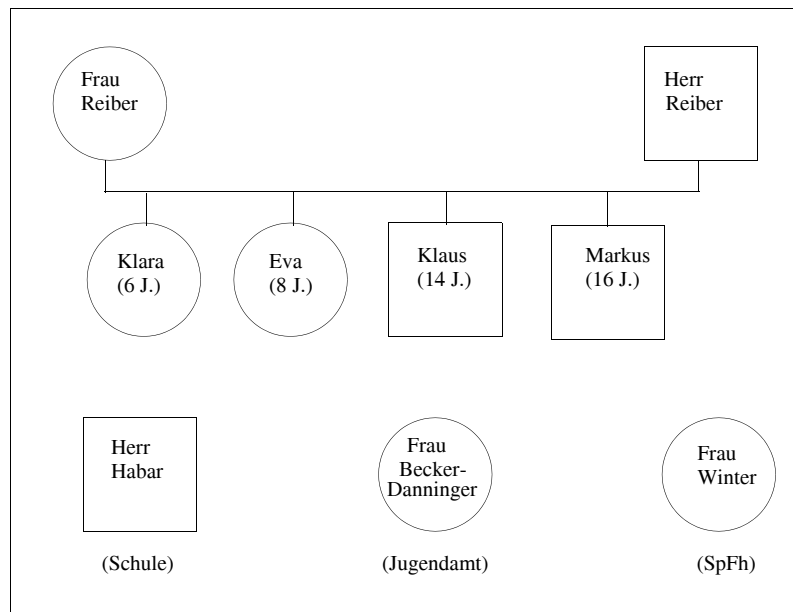 Frau
Reiber
Herr
Reiber
Klara
(6 J.)
Eva
(8 J.)
Klaus
(14 J.)
Markus
(16 J.)
Herr
Habar
Frau
Becker-
Danninger
Frau
Winter
(Schule)
(Jugendamt)
(SpFh)